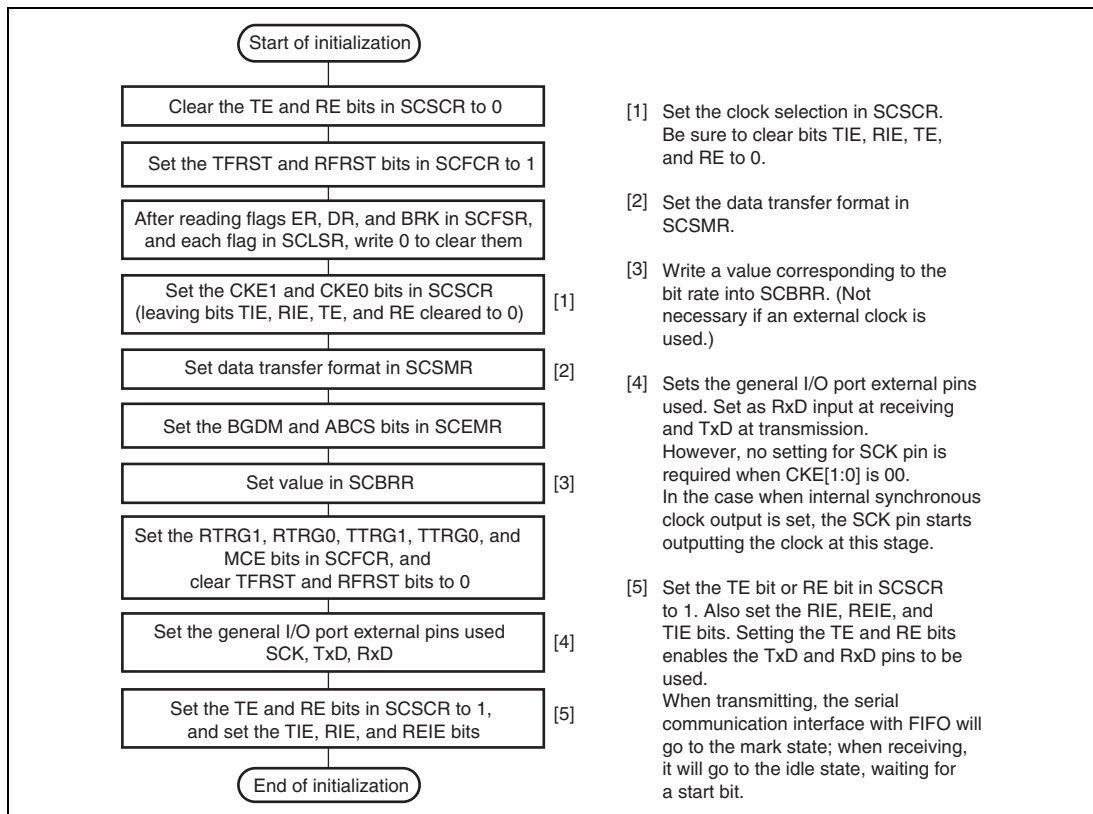 Start of initialization
Clear the TE and RE bits in SCSCR to 0
Set the TFRST and RFRST bits in SCFCR to 1
After reading flags ER, DR, and BRK in SCFSR,
and each flag in SCLSR, write 0 to clear them
Set the CKE1 and CKE0 bits in SCSCR
(leaving bits TIE, RIE, TE, and RE cleared to 0)
[1]
Set data transfer format in SCSMR
[2]
Set the BGDM and ABCS bits in SCEMR
Set value in SCBRR
[3]
Set the RTRG1, RTRG0, TTRG1, TTRG0, and
MCE bits in SCFCR, and
clear TFRST and RFRST bits to 0
Set the general I/O port external pins used
SCK, TxD, RxD
[4]
Set the TE and RE bits in SCSCR to 1,
and set the TIE, RIE, and REIE bits
[5]
End of initialization
[1] Set the clock selection in SCSCR.
Be sure to clear bits TIE, RIE, TE,
and RE to 0.
[2] Set the data transfer format in
SCSMR.
[3] Write a value corresponding to the
bit rate into SCBRR. (Not
necessary if an external clock is
used.)
[4] Sets the general I/O port external pins
used. Set as RxD input at receiving
and TxD at transmission.
However, no setting for SCK pin is
required when CKE[1:0] is 00.
In the case when internal synchronous
clock output is set, the SCK pin starts
outputting the clock at this stage.
[5] Set the TE bit or RE bit in SCSCR
to 1. Also set the RIE, REIE, and
TIE bits. Setting the TE and RE bits
enables the TxD and RxD pins to be
used.
When transmitting, the serial
communication interface with FIFO will
go to the mark state; when receiving,
it will go to the idle state, waiting for
a start bit.